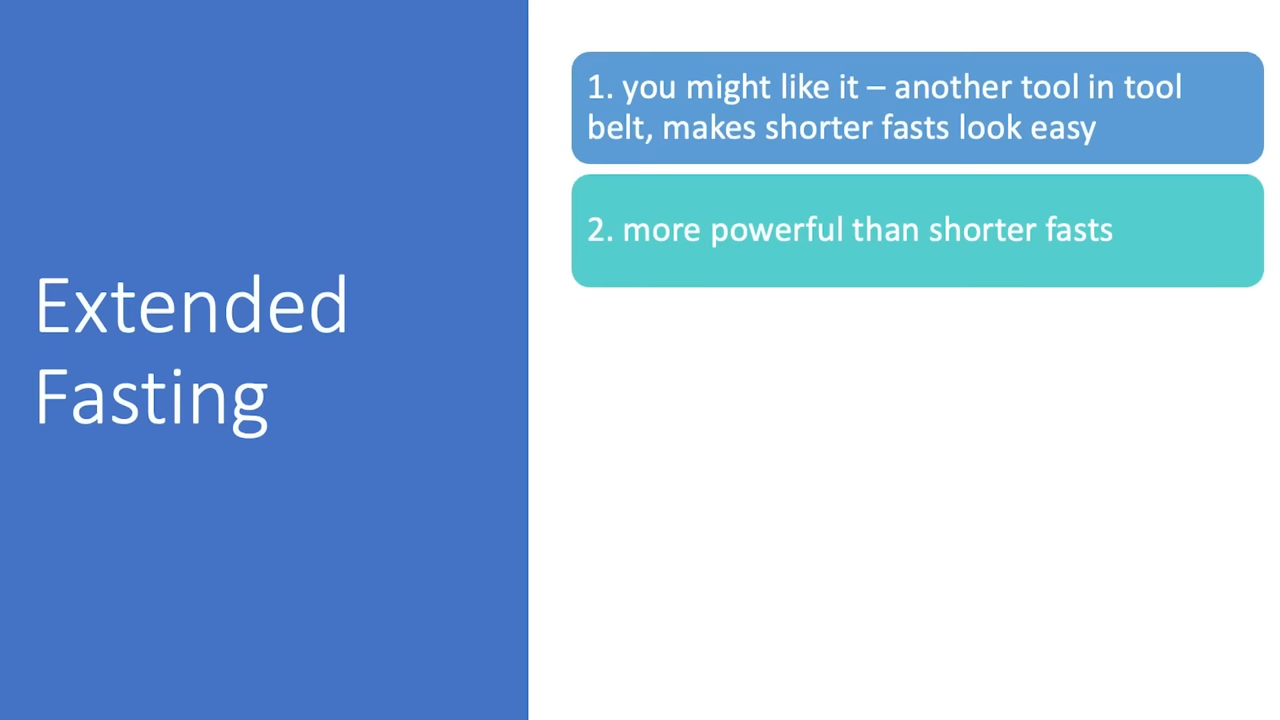 Extended
Fasting
1. you might like it – another tool in tool
belt, makes shorter fasts look easy
2. more powerful than shorter fasts